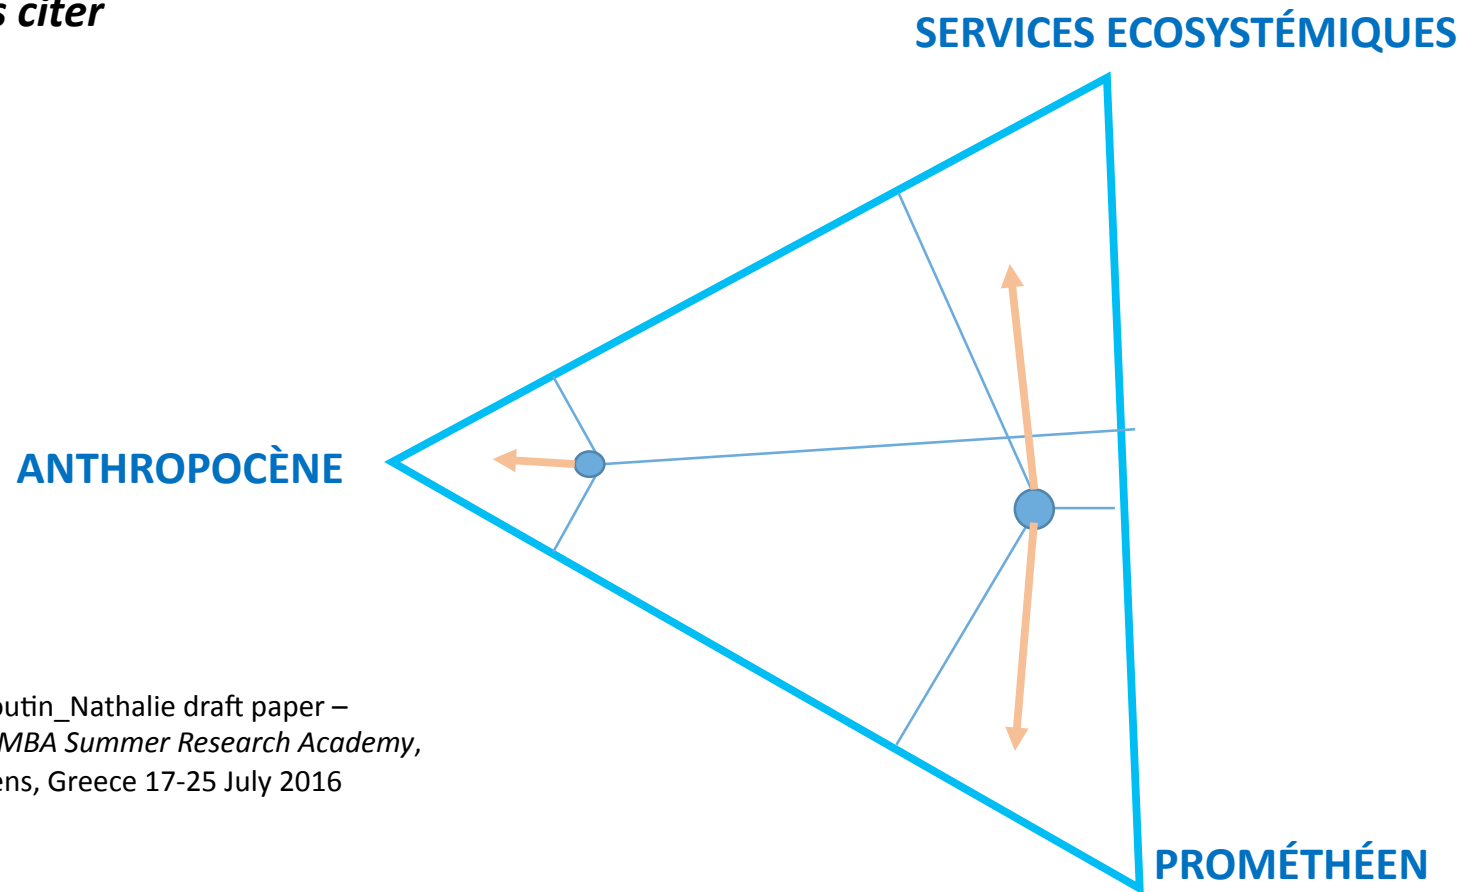 s citer
SERVICES ECOSYSTÉMIQUES
ANTHROPOCÈNE
outin_Nathalie draft paper –
MBA Summer Research Academy,
ens, Greece 17-25 July 2016
PROMÉTHÉEN